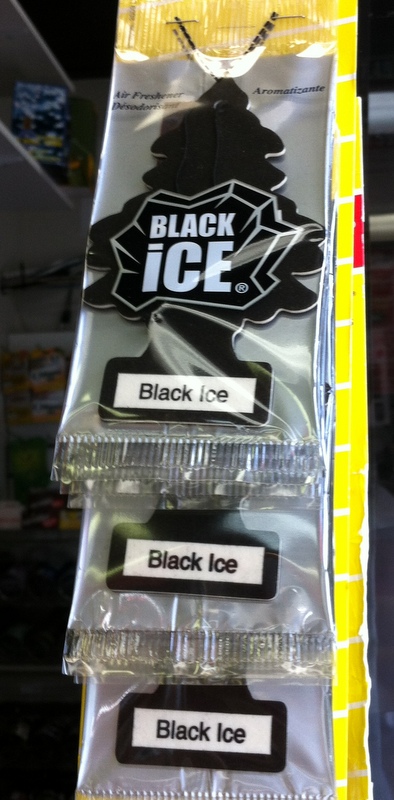 Air Freshener
Désodorisant
Aromatizante
BLACK
iCE®
Black Ice
Black Ice
Black Ice